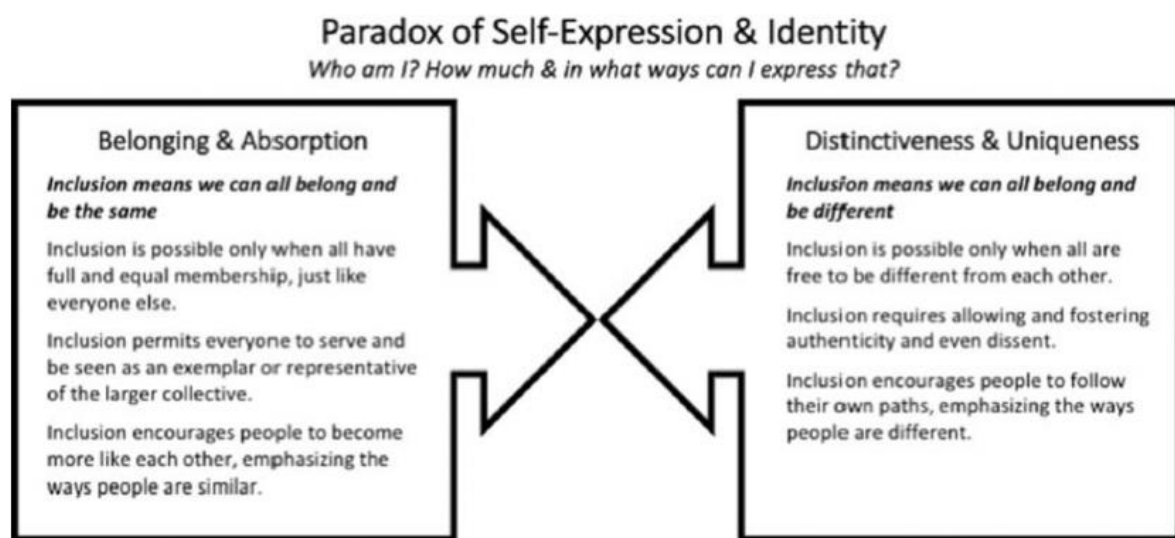 Paradox of Self-Expression & Identity
Who am I? How much & in what ways can I express that?
Belonging & Absorption
Inclusion means we can all belong and
be the same
Inclusion is possible only when all have
full and equal membership, just like
everyone else.
Inclusion permits everyone to serve and
be seen as an exemplar or representative
of the larger collective.
Inclusion encourages people to become
more like each other, emphasizing the
ways people are similar.
Distinctiveness & Uniqueness
Inclusion means we can all belong and
be different
Inclusion is possible only when all are
free to be different from each other.
Inclusion requires allowing and fostering
authenticity and even dissent.
Inclusion encourages people to follow
their own paths, emphasizing the ways
people are different.